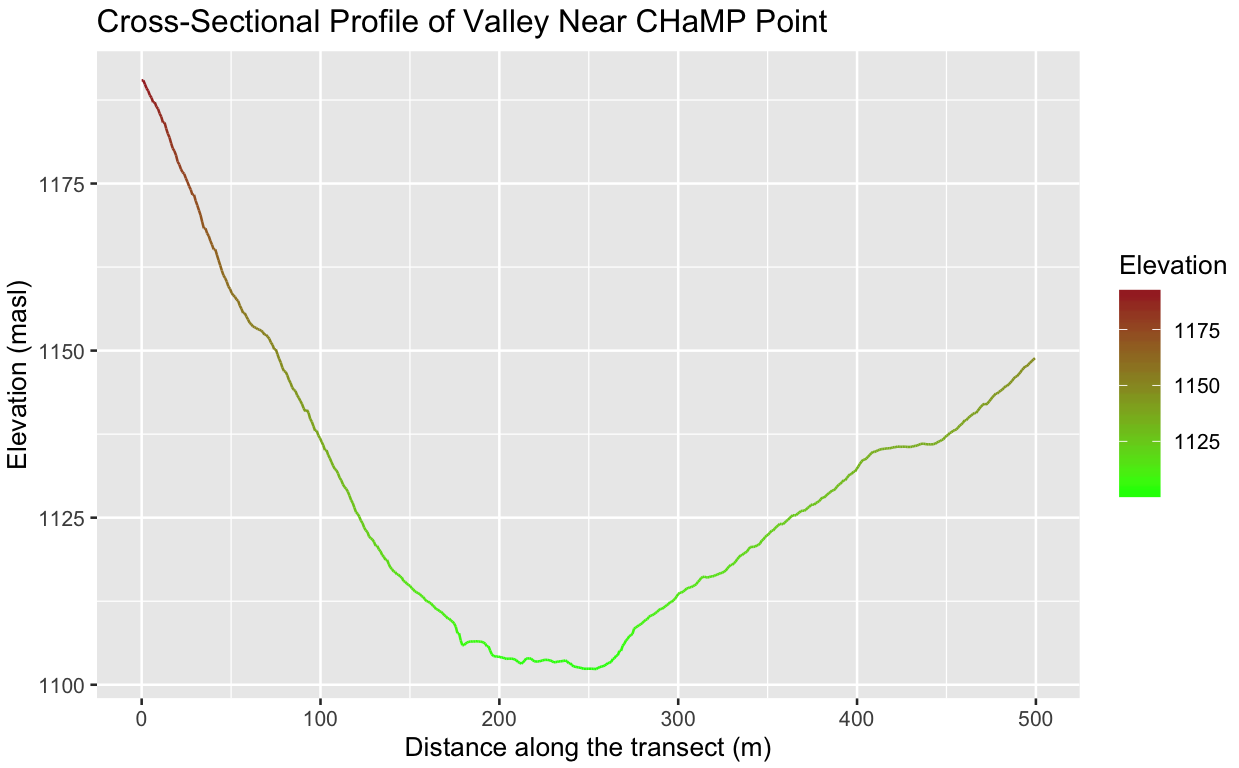 Cross-Sectional Profile of Valley Near CHaMP Point
Elevation (masl)
1175
1150
1125
1100
0 100 200 300 400 500
Distance along the transect (m)
Elevation
1175
1150
1125